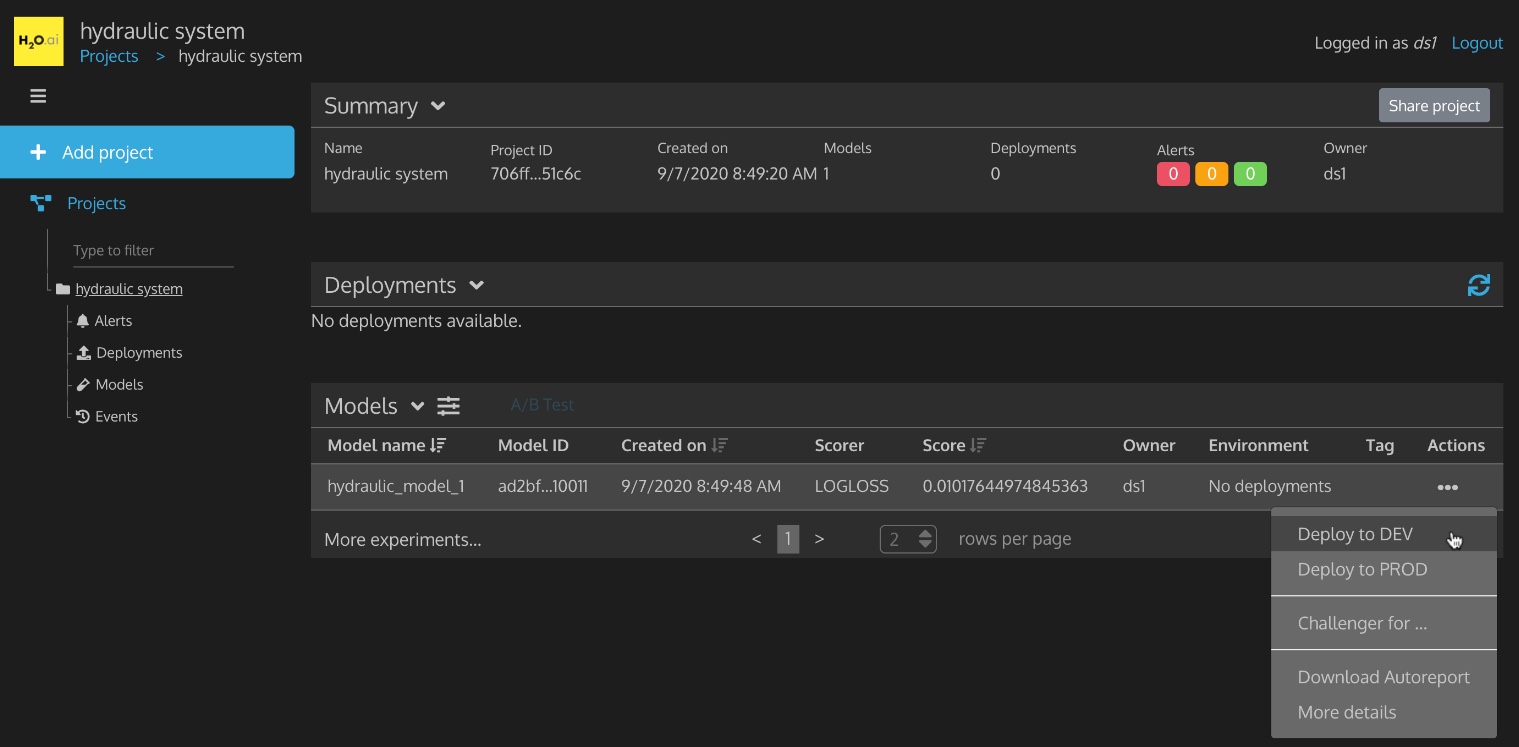 H2O.ai
hydraulic system
Projects > hydraulic system
Logged in as ds1 Logout
Add project
Projects
Type to filter
hydraulic system
Alerts
Deployments
Models
Events
Summary
Share project
Name Project ID Created on Models Deployments Alerts Owner
hydraulic system 706ff...51c6c 9/7/2020 8:49:20 AM 1 0 0 0 0 ds1
Deployments
No deployments available.
Models A/B Test
Model name Model ID Created on Scorer Score Owner Environment Tag Actions
hydraulic_model_1 ad2bf...10011 9/7/2020 8:49:48 AM LOGLOSS 0.01017644974845363 ds1 No deployments
More experiments... < 1 > 2 rows per page
Deploy to DEV
Deploy to PROD
Challenger for ...
Download Autoreport
More details